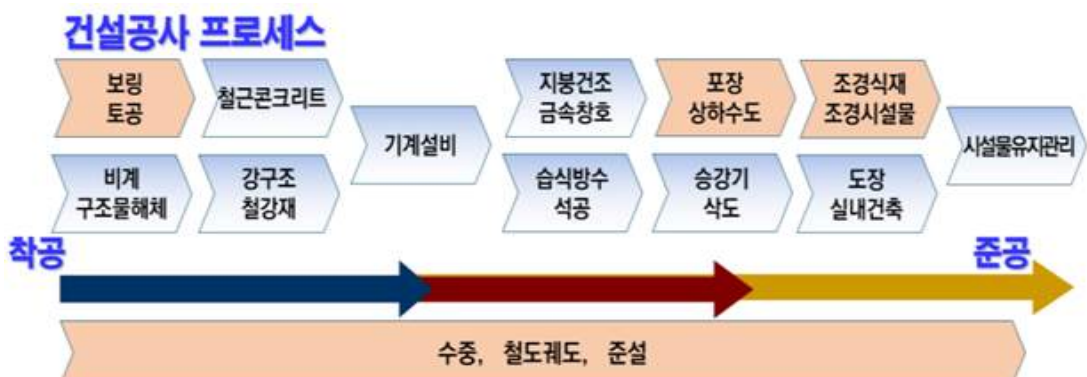 건설공사 프로세스
보링
토공
철근콘크리트
기계설비
지붕건조
금속창호
포장
상하수도
조경식재
조경시설물
시설물유지관리
비계
구조물해체
강구조
철강재
습식방수
석공
승강기
삭도
도장
실내건축
착공
준공
수중, 철도궤도, 준설